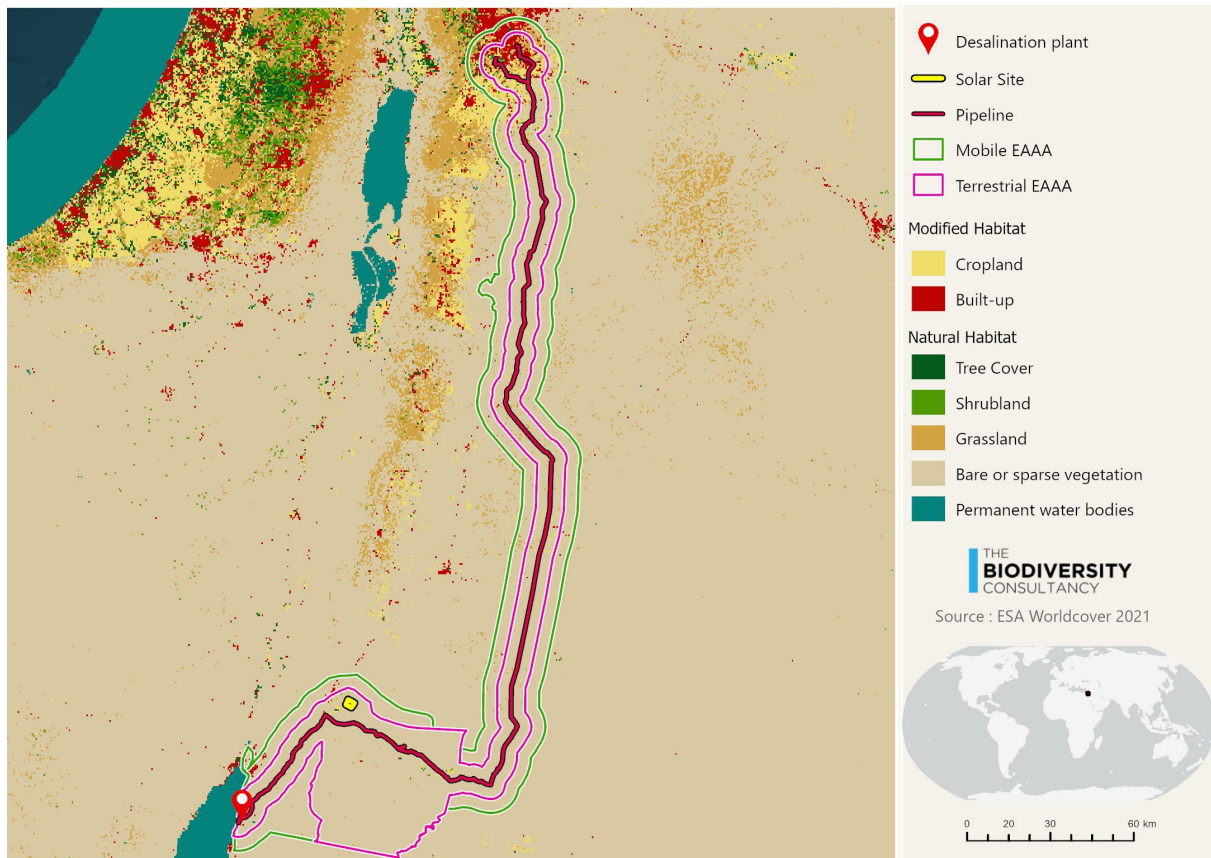 Desalination plant
Solar Site
Pipeline
Mobile EAAA
Terrestrial EAAA
Modified Habitat
Cropland
Built-up
Natural Habitat
Tree Cover
Shrubland
Grassland
Bare or sparse vegetation
Permanent water bodies
THE
BIODIVERSITY
CONSULTANCY
Source : ESA Worldcover 2021
0 20 30 60 km